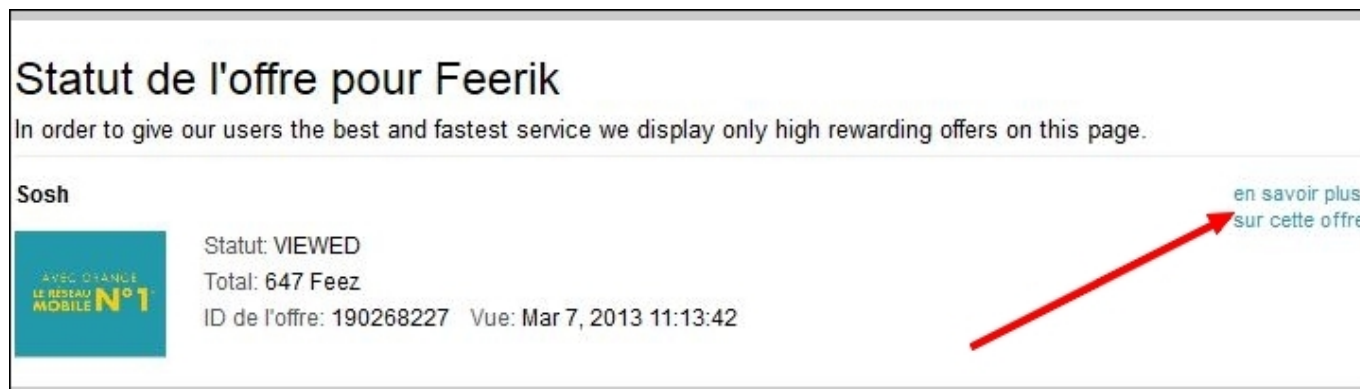 Statut de l'offre pour Feerik
In order to give our users the best and fastest service we display only high rewarding offers on this page.
Sosh
en savoir plus
sur cette offre
AVEC ORANGE
LE RÉSEAU
MOBILE N°1
Statut: VIEWED
Total: 647 Feez
ID de l'offre: 190268227 Vue: Mar 7, 2013 11:13:42